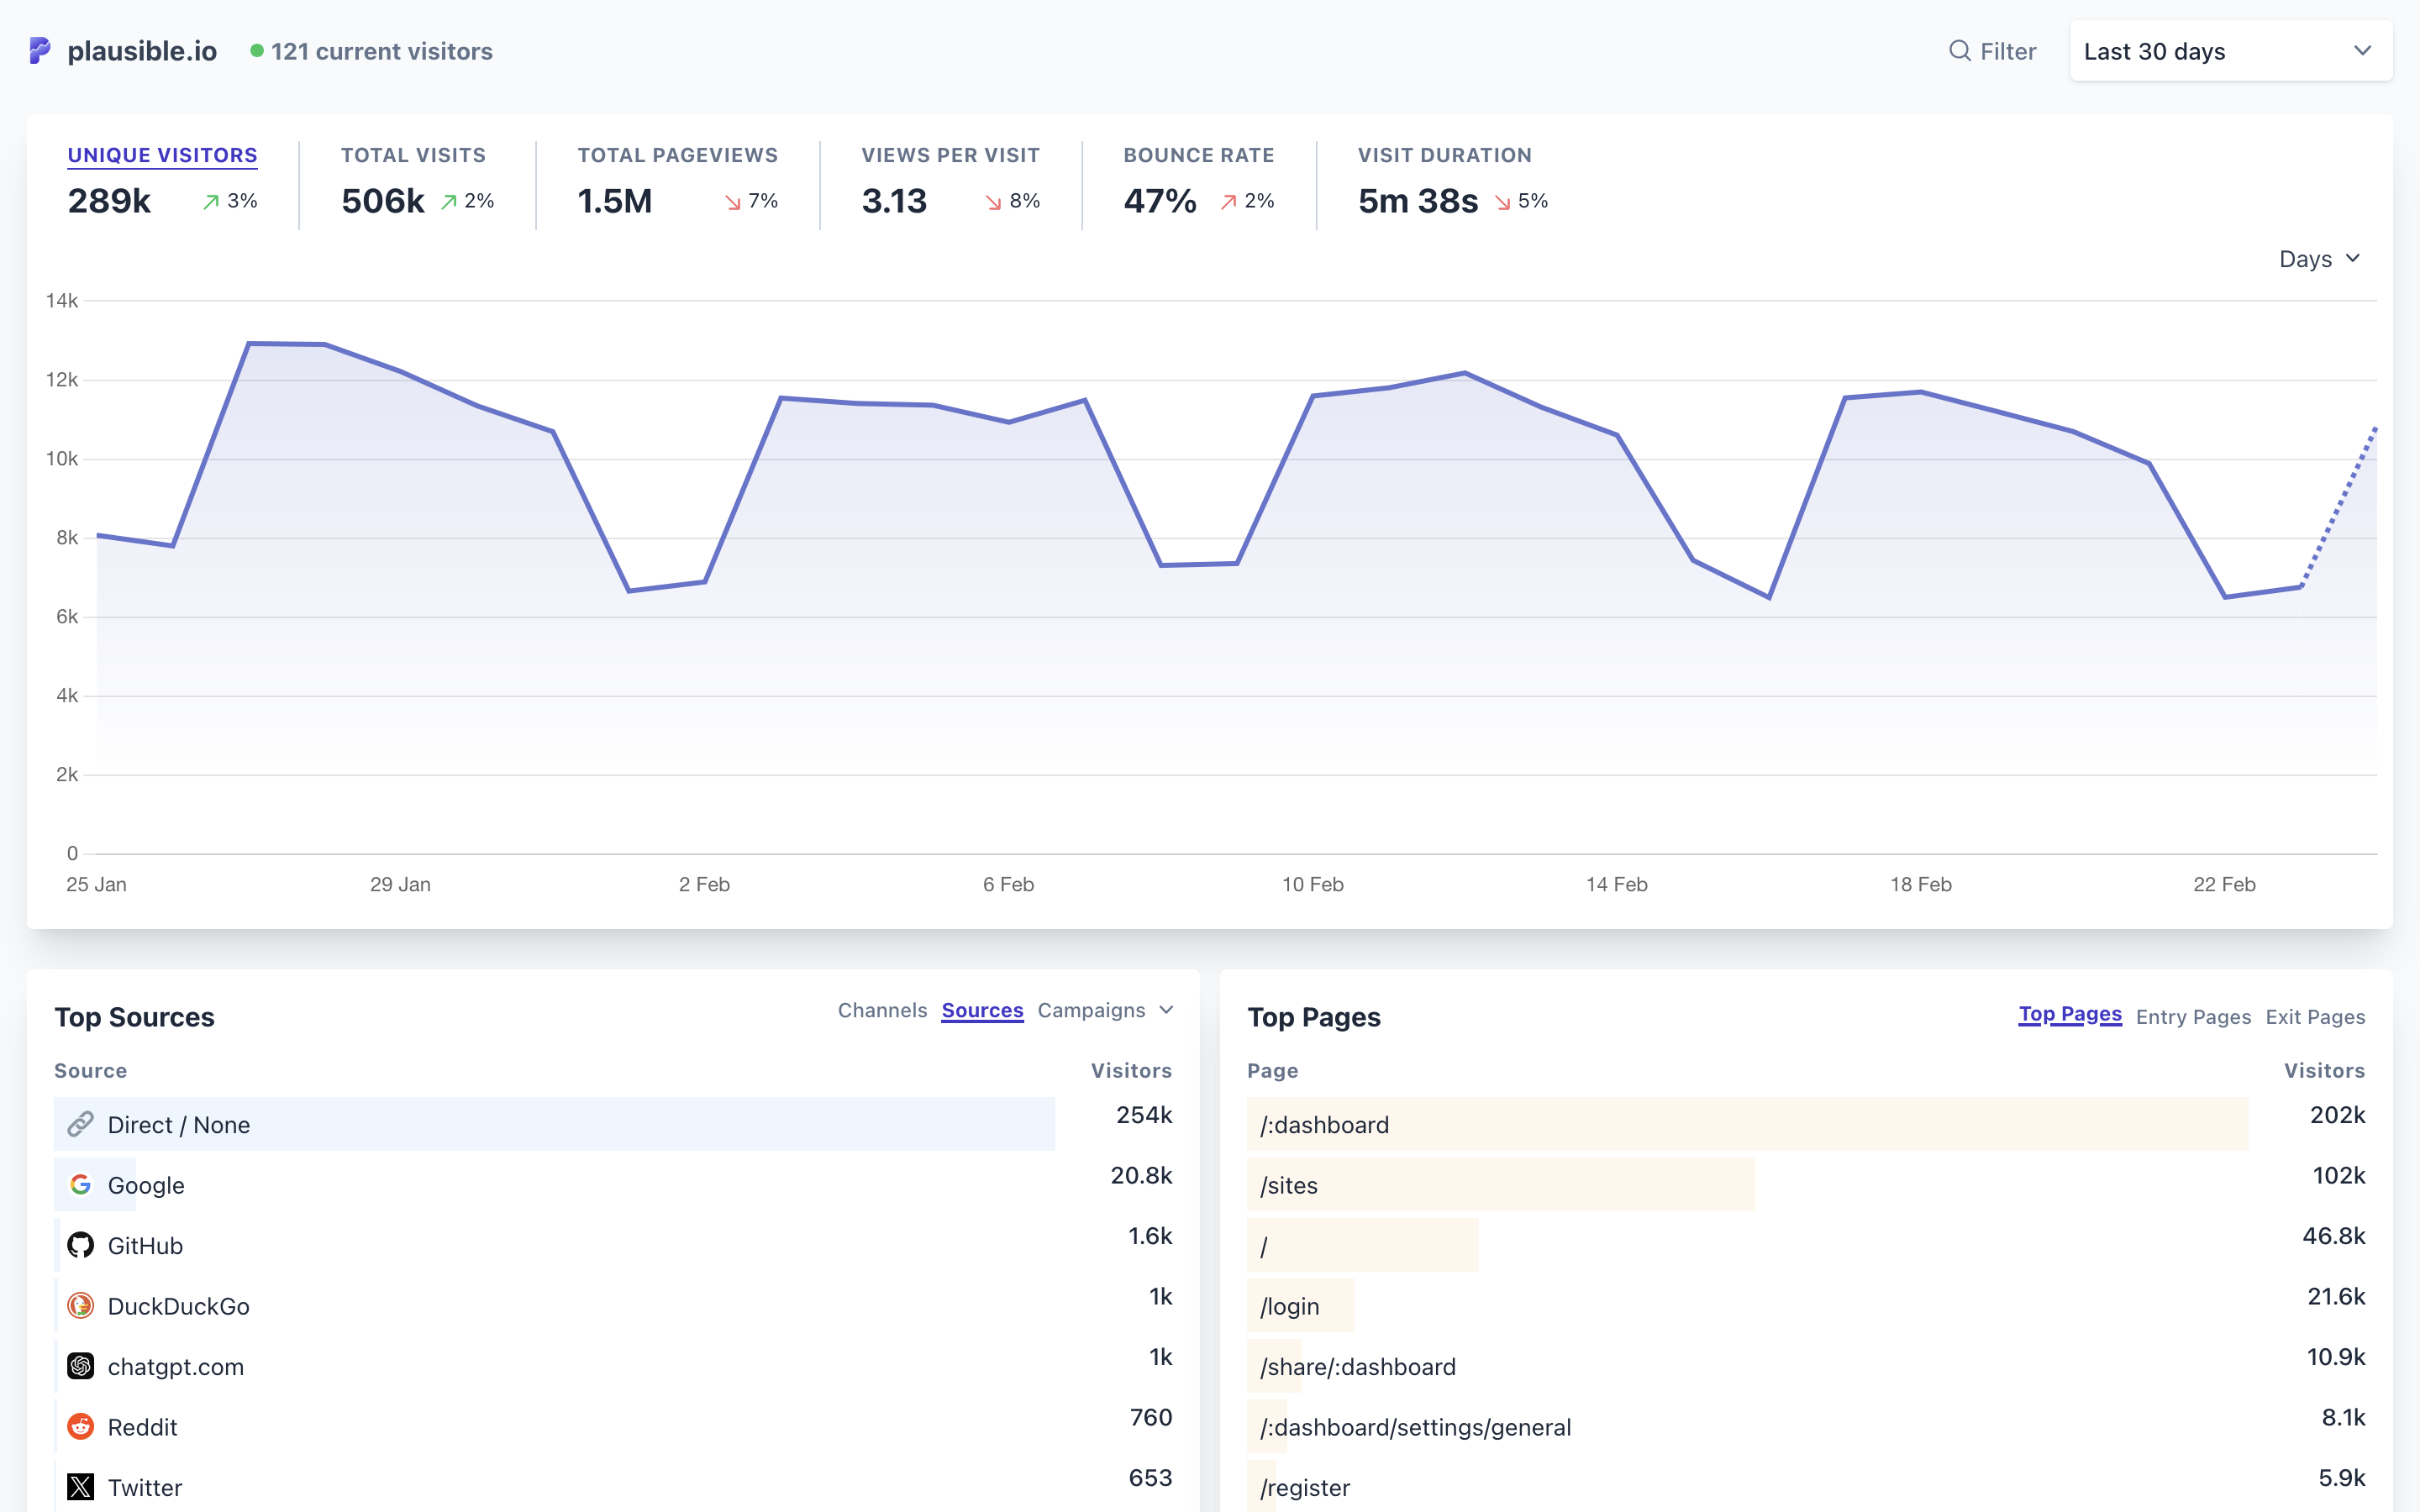 plausible.io 121 current visitors Filter Last 30 days
UNIQUE VISITORS TOTAL VISITS TOTAL PAGEVIEWS VIEWS PER VISIT BOUNCE RATE VISIT DURATION
289k 3% 506k 2% 1.5M 7% 3.13 8% 47% 2% 5m 38s 5%
Days
14k
12k
10k
8k
6k
4k
2k
0
25 Jan 29 Jan 2 Feb 6 Feb 10 Feb 14 Feb 18 Feb 22 Feb
Top Sources Channels Sources Campaigns
Source Visitors
Direct / None 254k
Google 20.8k
GitHub 1.6k
DuckDuckGo 1k
chatgpt.com 1k
Reddit 760
Twitter 653
Top Pages Top Pages Entry Pages Exit Pages
Page Visitors
/:dashboard 202k
/sites 102k
/ 46.8k
/login 21.6k
/share/:dashboard 10.9k
/:dashboard/settings/general 8.1k
/register 5.9k